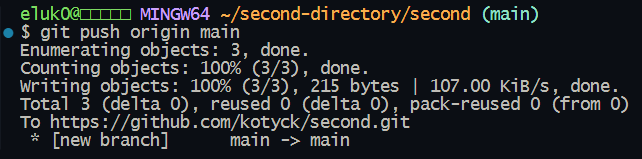 eluk0@□□□□□ MINGW64 ~/second-directory/second (main)
$ git push origin main
Enumerating objects: 3, done.
Counting objects: 100% (3/3), done.
Writing objects: 100% (3/3), 215 bytes | 107.00 KiB/s, done.
Total 3 (delta 0), reused 0 (delta 0), pack-reused 0 (from 0)
To https://github.com/kotyck/second.git
 * [new branch]      main -> main